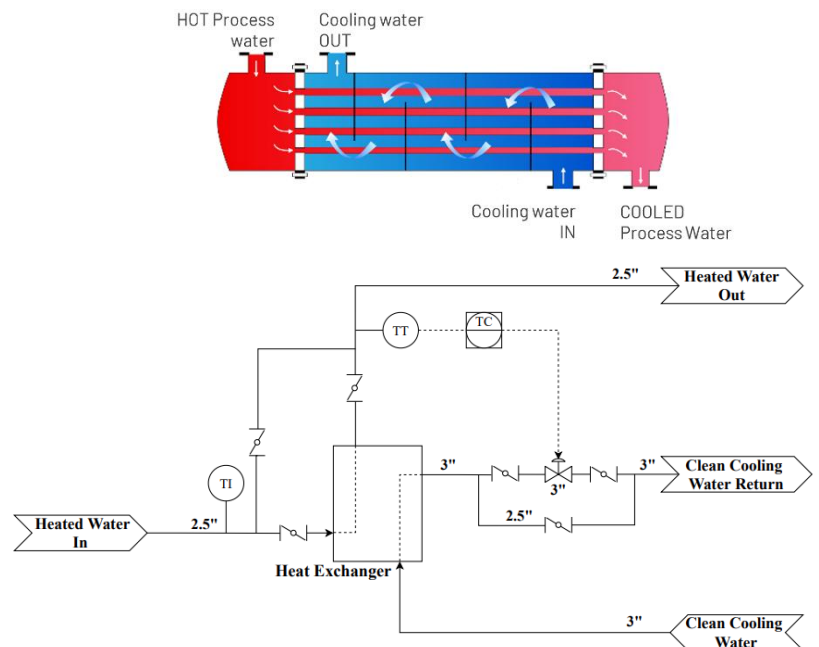 HOT Process
water
Cooling water
OUT
Cooling water
IN
COOLED
Process Water
2.5"
Heated Water
Out
TT
TC
TI
3"
3"
3"
Clean Cooling
Water Return
2.5"
Heated Water
In
2.5"
Heat Exchanger
3"
Clean Cooling
Water